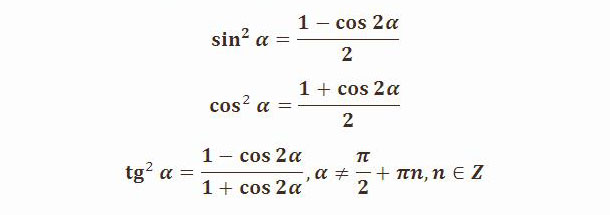 sin² α = (1 − cos 2α)/2
cos² α = (1 + cos 2α)/2
tg² α = (1 − cos 2α)/(1 + cos 2α), α ≠ π/2 + πn, n ∈ Z